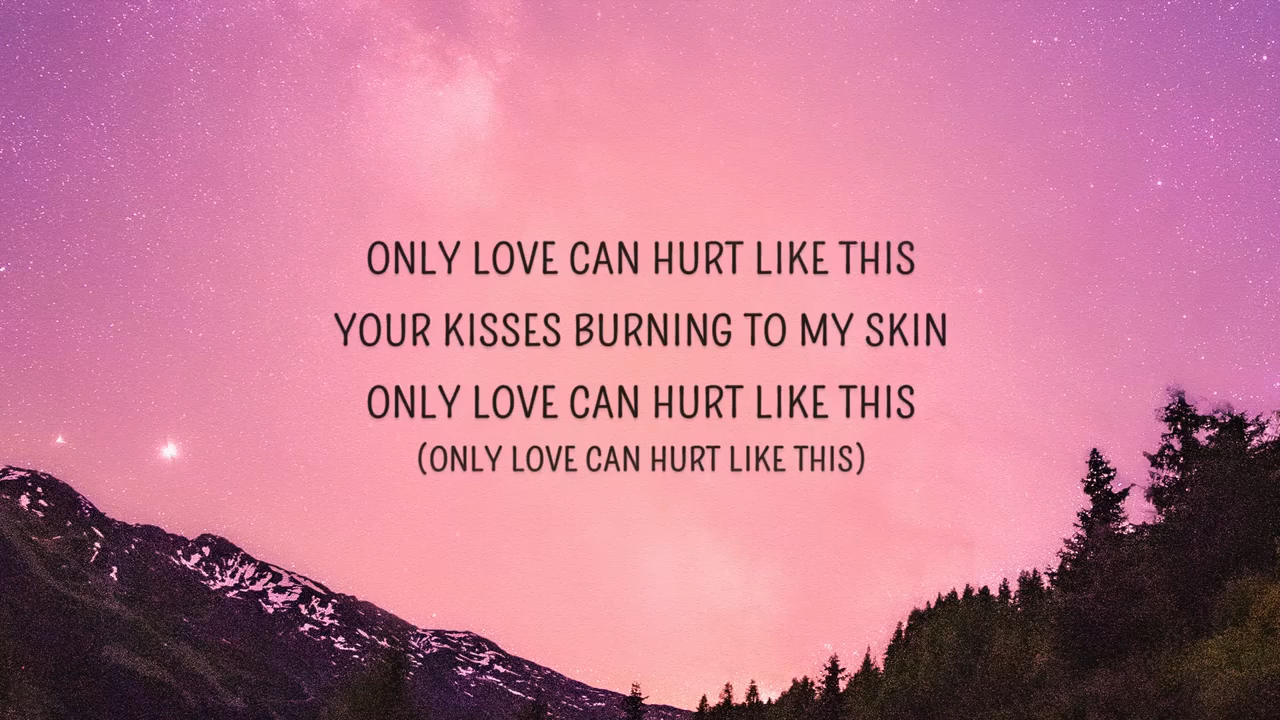 ONLY LOVE CAN HURT LIKE THIS
YOUR KISSES BURNING TO MY SKIN
ONLY LOVE CAN HURT LIKE THIS
(ONLY LOVE CAN HURT LIKE THIS)